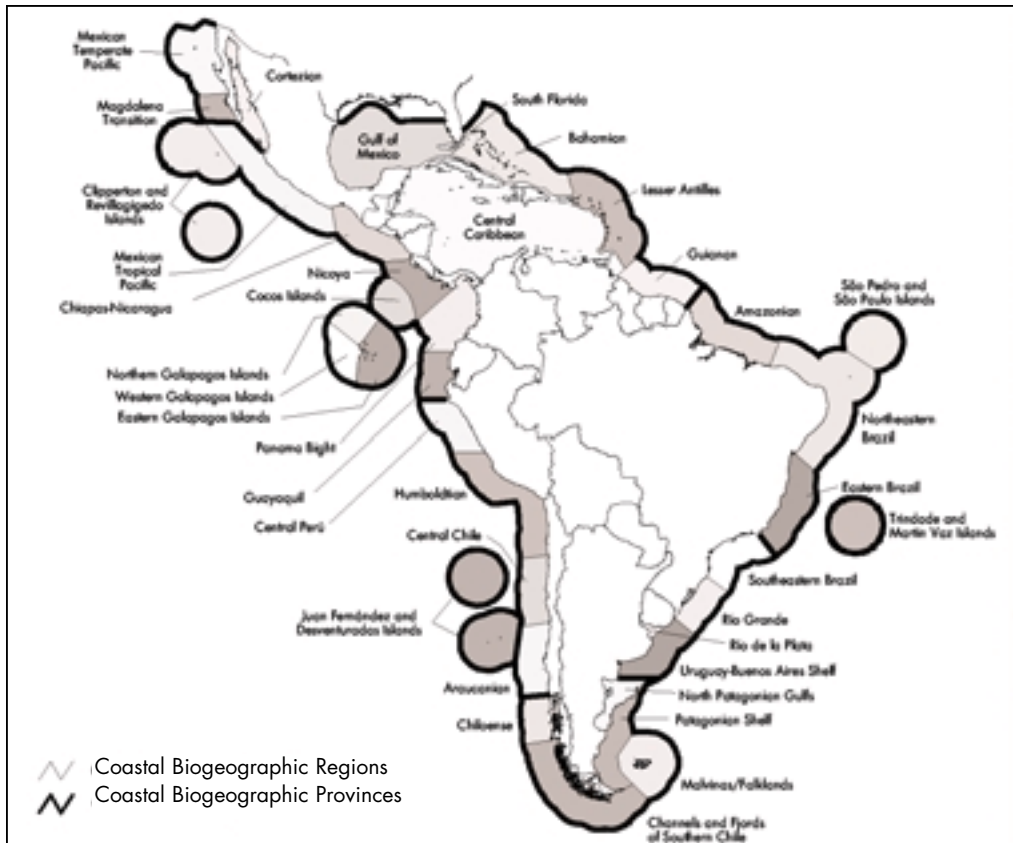 Mexican
Temperate
Pacific
Cortezian
Magdalena
Transition
South Florida
Gulf of
Mexico
Bahamian
Lesser Antilles
Clipperton and
Revillagigedo
Islands
Central
Caribbean
Mexican
Tropical
Pacific
Guianan
Nicoya
Chiapas-Nicaragua
Cocos Islands
São Pedro and
São Paulo Islands
Amazonian
Northern Galapagos Islands
Western Galapagos Islands
Eastern Galapagos Islands
Northeastern
Brazil
Panama Bight
Guayaquil
Humboldtian
Central Perú
Eastern Brazil
Trindade and
Martin Vaz Islands
Central Chile
Southeastern Brazil
Juan Fernández and
Desventuradas Islands
Rio Grande
Rio de la Plata
Uruguay-Buenos Aires Shelf
Araucanian
North Patagonian Gulfs
Chiloense
Patagonian Shelf
Malvinas/Falklands
Channels and Fjords
of Southern Chile
Coastal Biogeographic Regions
Coastal Biogeographic Provinces